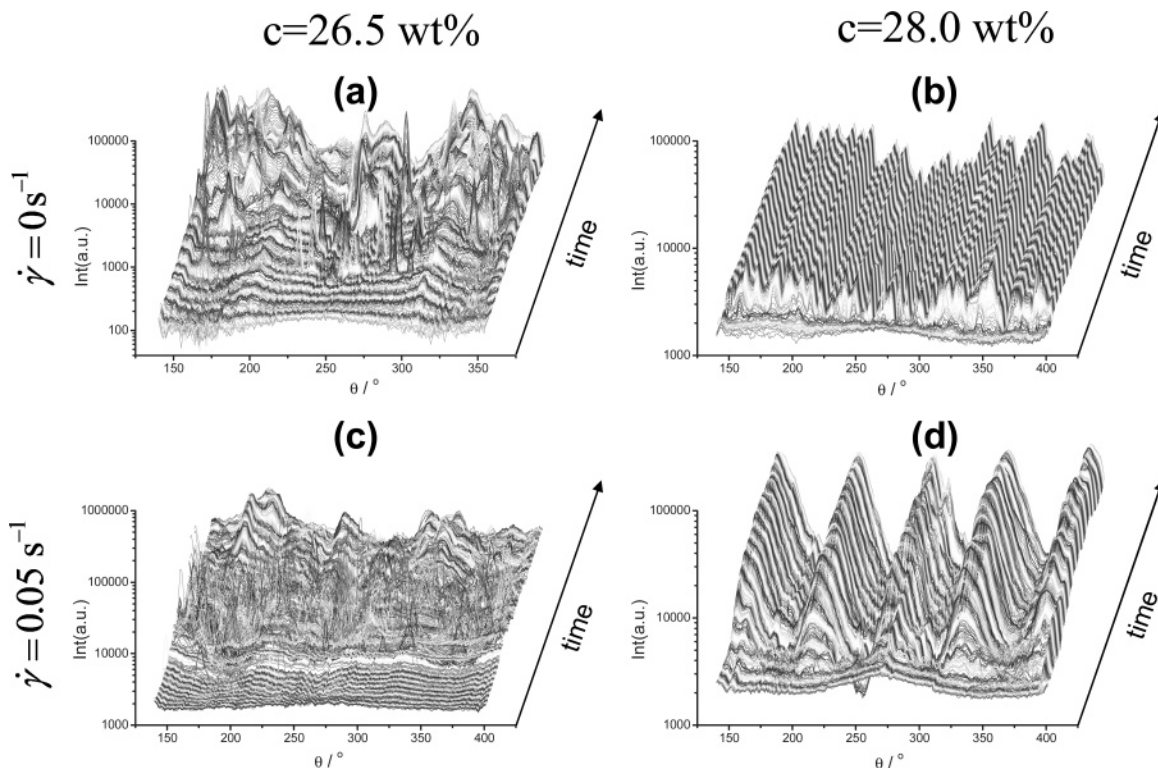 c=26.5 wt%
c=28.0 wt%
γ̇ = 0 s⁻¹
(a)
Int(a.u.)
100000
10000
1000
100
150 200 250 300 350
θ / °
time
(b)
Int(a.u.)
100000
10000
1000
150 200 250 300 350 400
θ / °
time
γ̇ = 0.05 s⁻¹
(c)
Int(a.u.)
1000000
100000
10000
1000
150 200 250 300 350 400
θ / °
time
(d)
Int(a.u.)
100000
10000
1000
150 200 250 300 350 400
θ / °
time